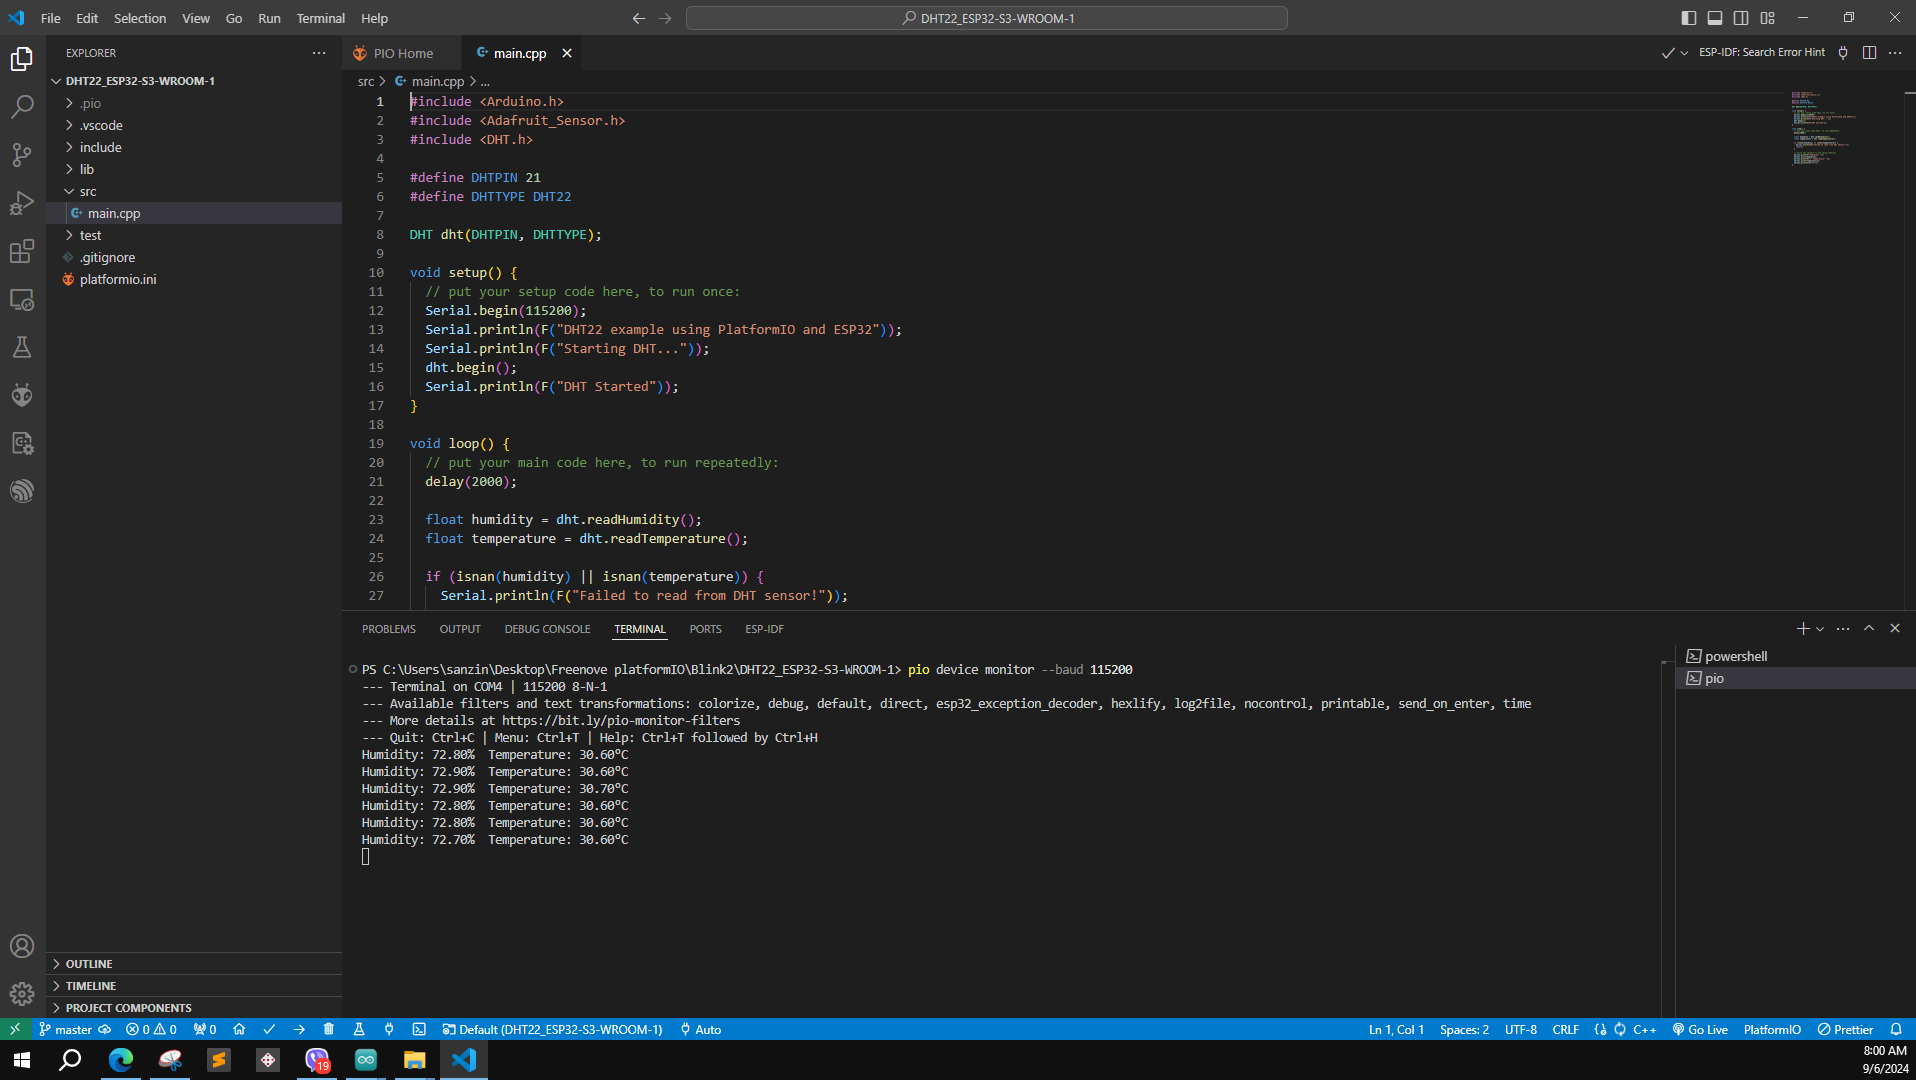 File Edit Selection View Go Run Terminal Help
DHT22_ESP32-S3-WROOM-1
EXPLORER
DHT22_ESP32-S3-WROOM-1
.pio
.vscode
include
lib
src
main.cpp
test
.gitignore
platformio.ini
OUTLINE
TIMELINE
PROJECT COMPONENTS
PIO Home
main.cpp
ESP-IDF: Search Error Hint
src > main.cpp > ...
1 #include <Arduino.h>
2 #include <Adafruit_Sensor.h>
3 #include <DHT.h>
4
5 #define DHTPIN 21
6 #define DHTTYPE DHT22
7
8 DHT dht(DHTPIN, DHTTYPE);
9
10 void setup() {
11 // put your setup code here, to run once:
12 Serial.begin(115200);
13 Serial.println(F("DHT22 example using PlatformIO and ESP32"));
14 Serial.println(F("Starting DHT..."));
15 dht.begin();
16 Serial.println(F("DHT Started"));
17 }
18
19 void loop() {
20 // put your main code here, to run repeatedly:
21 delay(2000);
22
23 float humidity = dht.readHumidity();
24 float temperature = dht.readTemperature();
25
26 if (isnan(humidity) || isnan(temperature)) {
27 Serial.println(F("Failed to read from DHT sensor!"));
PROBLEMS OUTPUT DEBUG CONSOLE TERMINAL PORTS ESP-IDF
PS C:\Users\sanzin\Desktop\Freenove platformIO\Blink2\DHT22_ESP32-S3-WROOM-1> pio device monitor --baud 115200
--- Terminal on COM4 | 115200 8-N-1
--- Available filters and text transformations: colorize, debug, default, direct, esp32_exception_decoder, hexlify, log2file, nocontrol, printable, send_on_enter, time
--- More details at https://bit.ly/pio-monitor-filters
--- Quit: Ctrl+C | Menu: Ctrl+T | Help: Ctrl+T followed by Ctrl+H
Humidity: 72.80%  Temperature: 30.60°C
Humidity: 72.90%  Temperature: 30.60°C
Humidity: 72.90%  Temperature: 30.70°C
Humidity: 72.80%  Temperature: 30.60°C
Humidity: 72.80%  Temperature: 30.60°C
Humidity: 72.70%  Temperature: 30.60°C
powershell
pio
master 0 0 0 Default (DHT22_ESP32-S3-WROOM-1) Auto Ln 1, Col 1 Spaces: 2 UTF-8 CRLF C++ Go Live PlatformIO Prettier
19
8:00 AM
9/6/2024